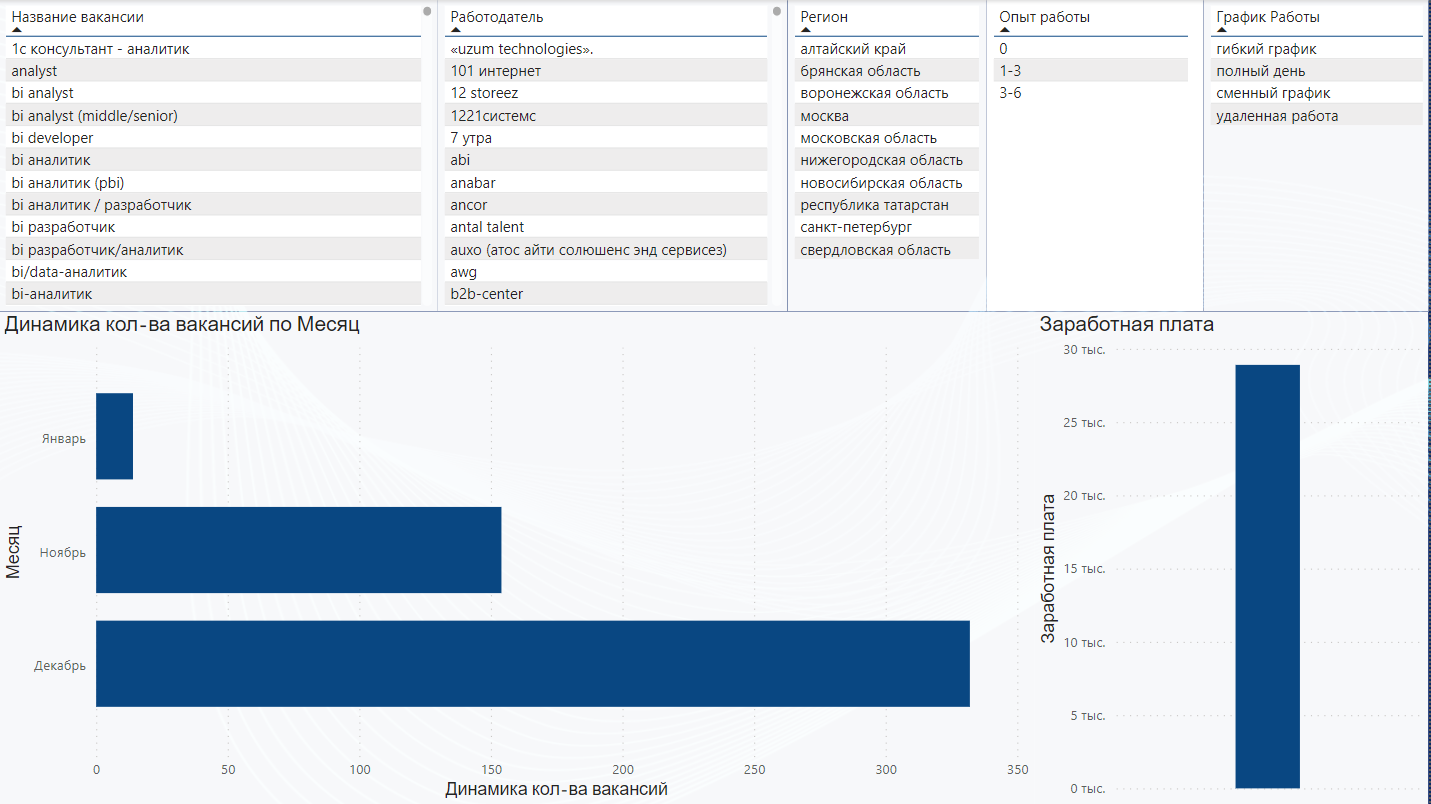 Название вакансии
1с консультант - аналитик
analyst
bi analyst
bi analyst (middle/senior)
bi developer
bi аналитик
bi аналитик (pbi)
bi аналитик / разработчик
bi разработчик
bi разработчик/аналитик
bi/data-аналитик
bi-аналитик
Работодатель
«uzum technologies».
101 интернет
12 storeez
1221системс
7 утра
abi
anabar
ancor
antal talent
auxo (атос айти солюшенс энд сервисез)
awg
b2b-center
Регион
алтайский край
брянская область
воронежская область
москва
московская область
нижегородская область
новосибирская область
республика татарстан
санкт-петербург
свердловская область
Опыт работы
0
1-3
3-6
График Работы
гибкий график
полный день
сменный график
удаленная работа
Динамика кол-ва вакансий по Месяц
Месяц
Январь
Ноябрь
Декабрь
0 50 100 150 200 250 300 350
Динамика кол-ва вакансий
Заработная плата
Заработная плата
30 тыс.
25 тыс.
20 тыс.
15 тыс.
10 тыс.
5 тыс.
0 тыс.